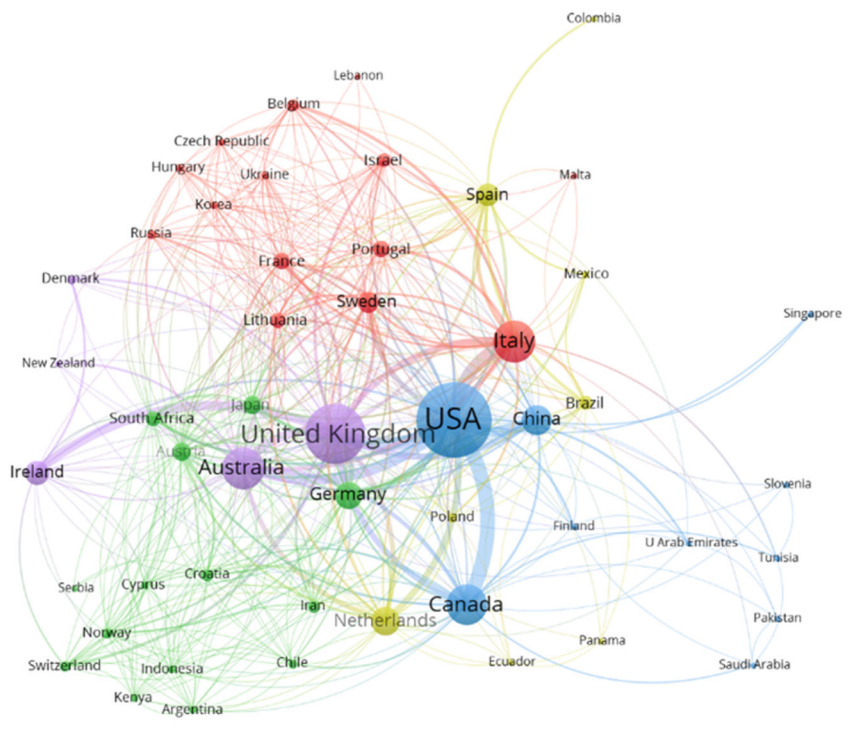 Colombia
Lebanon
Belgium
Czech Republic
Israel
Hungary
Ukraine
Malta
Spain
Korea
Russia
Portugal
France
Mexico
Denmark
Sweden
Singapore
Lithuania
Italy
New Zealand
Japan
Brazil
South Africa
USA
China
United Kingdom
Austria
Australia
Ireland
Slovenia
Germany
Poland
Finland
U Arab Emirates
Tunisia
Croatia
Cyprus
Serbia
Canada
Iran
Netherlands
Pakistan
Norway
Panama
Chile
Ecuador
Switzerland
Indonesia
Saudi Arabia
Kenya
Argentina